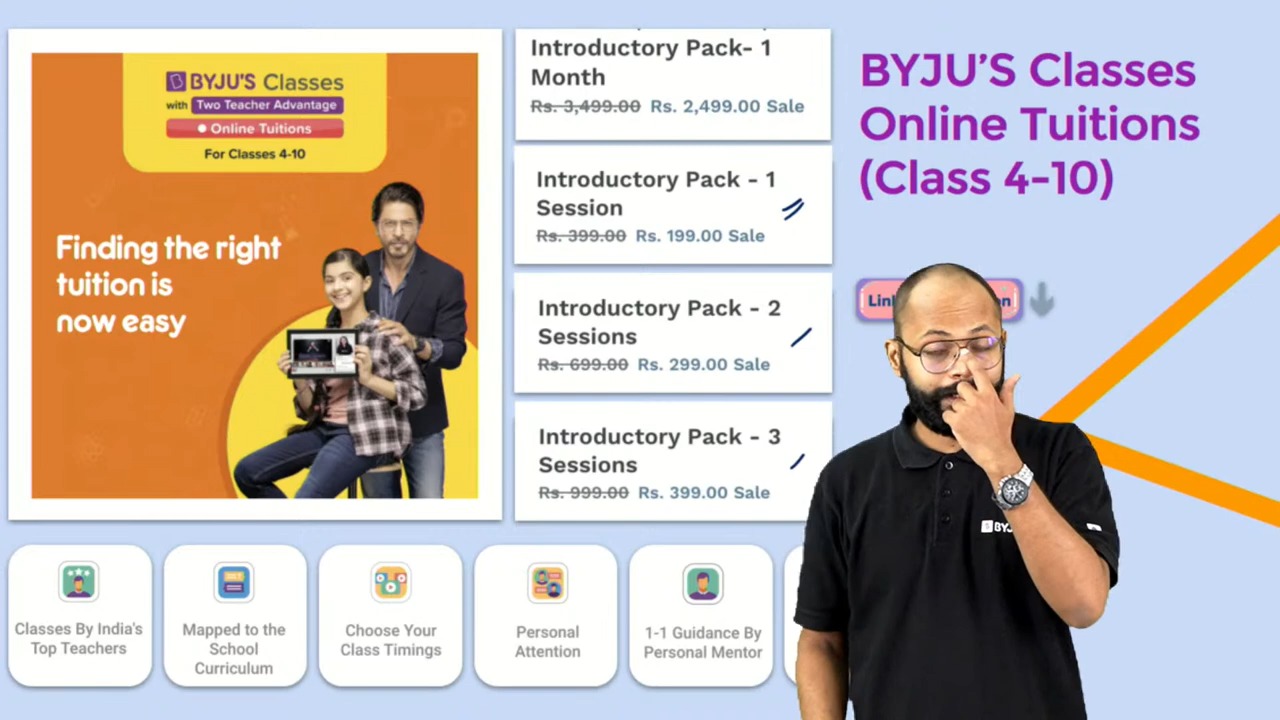 BYJU'S Classes
with Two Teacher Advantage
Online Tuitions
For Classes 4-10
Finding the right
tuition is
now easy
Introductory Pack- 1
Month
Rs. 3,499.00 Rs. 2,499.00 Sale
Introductory Pack - 1
Session
Rs. 399.00 Rs. 199.00 Sale
Introductory Pack - 2
Sessions
Rs. 699.00 Rs. 299.00 Sale
Introductory Pack - 3
Sessions
Rs. 999.00 Rs. 399.00 Sale
BYJU'S Classes
Online Tuitions
(Class 4-10)
Classes By India's
Top Teachers
Mapped to the
School
Curriculum
Choose Your
Class Timings
Personal
Attention
1-1 Guidance By
Personal Mentor